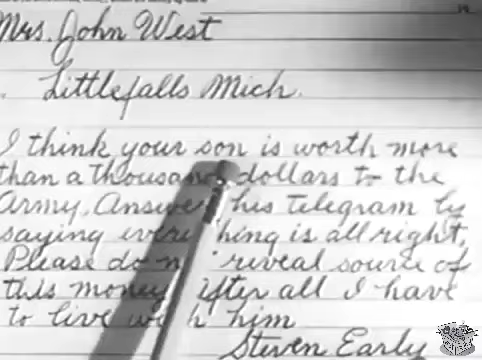 Mrs. John West
Littlefalls Mich.
I think your son is worth more
than a thousand dollars to the
Army. Answer his telegram by
saying everything is all right.
Please do n reveal source of
this money. After all I have
to live with him
Steven Early